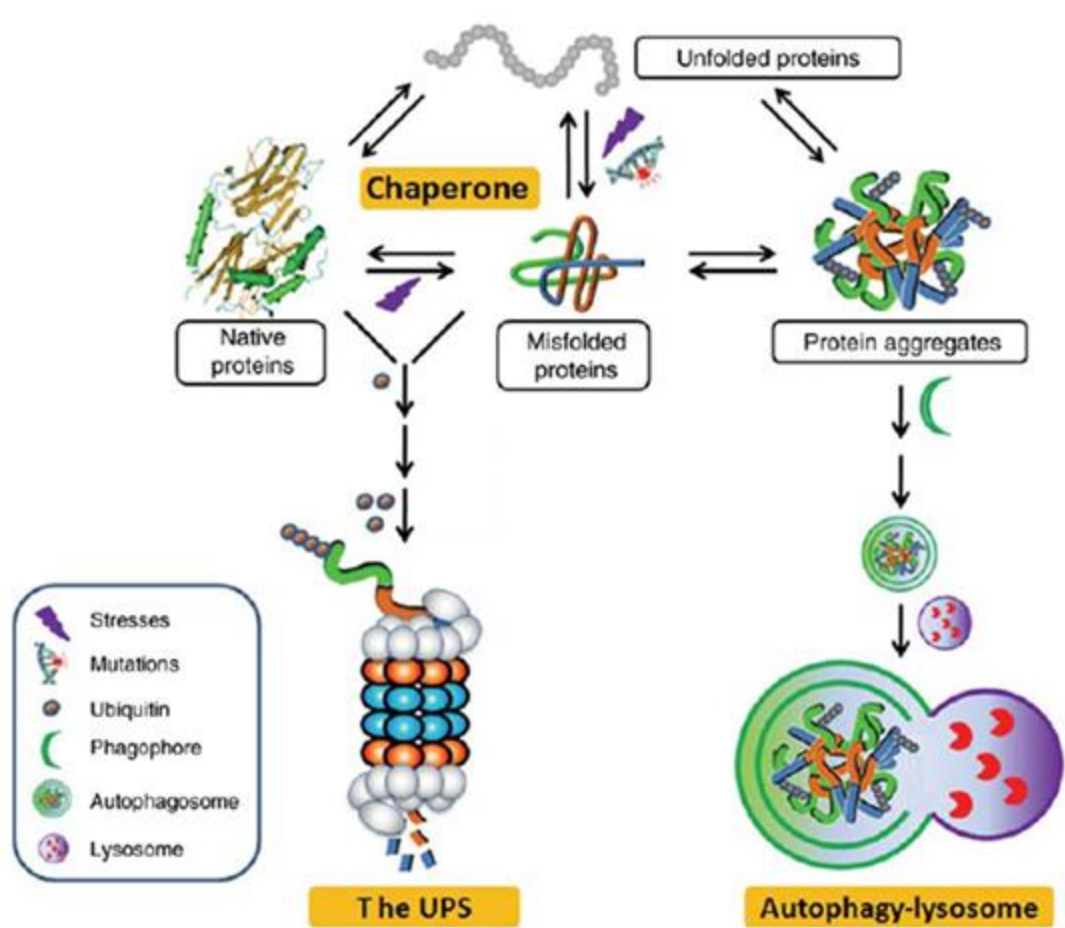 Unfolded proteins
Chaperone
Native
proteins
Misfolded
proteins
Protein aggregates
Stresses
Mutations
Ubiquitin
Phagophore
Autophagosome
Lysosome
The UPS
Autophagy-lysosome